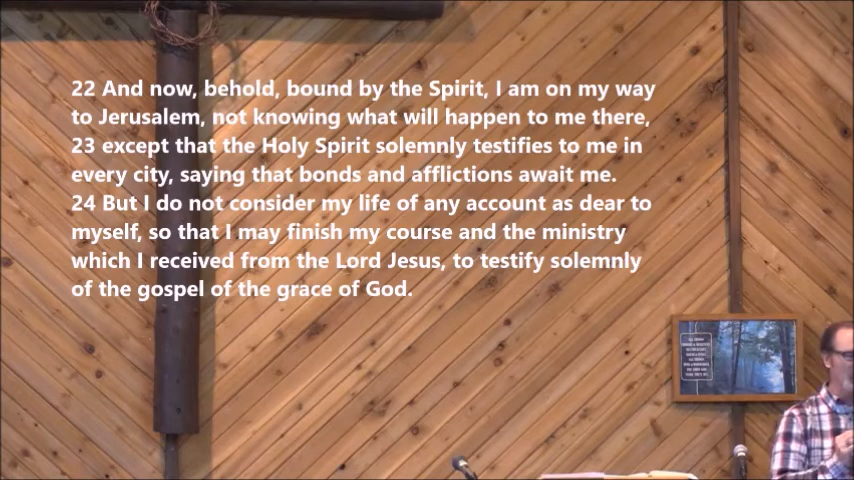 22 And now, behold, bound by the Spirit, I am on my way
to Jerusalem, not knowing what will happen to me there,
23 except that the Holy Spirit solemnly testifies to me in
every city, saying that bonds and afflictions await me.
24 But I do not consider my life of any account as dear to
myself, so that I may finish my course and the ministry
which I received from the Lord Jesus, to testify solemnly
of the gospel of the grace of God.